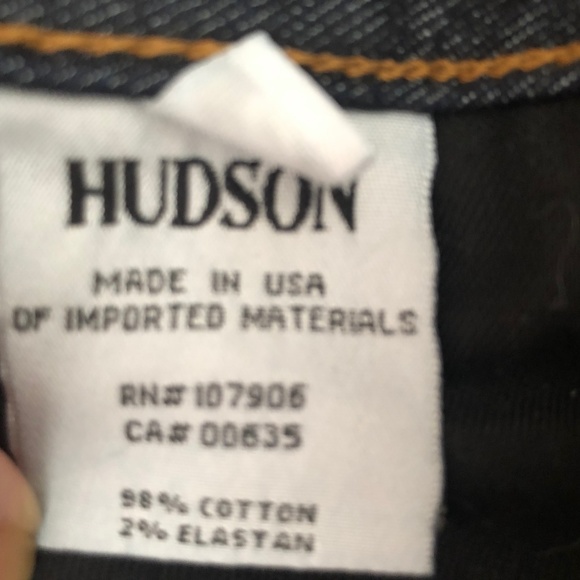 HUDSON
MADE IN USA
OF IMPORTED MATERIALS
RN# 107906
CA# 00635
98% COTTON
2% ELASTAN